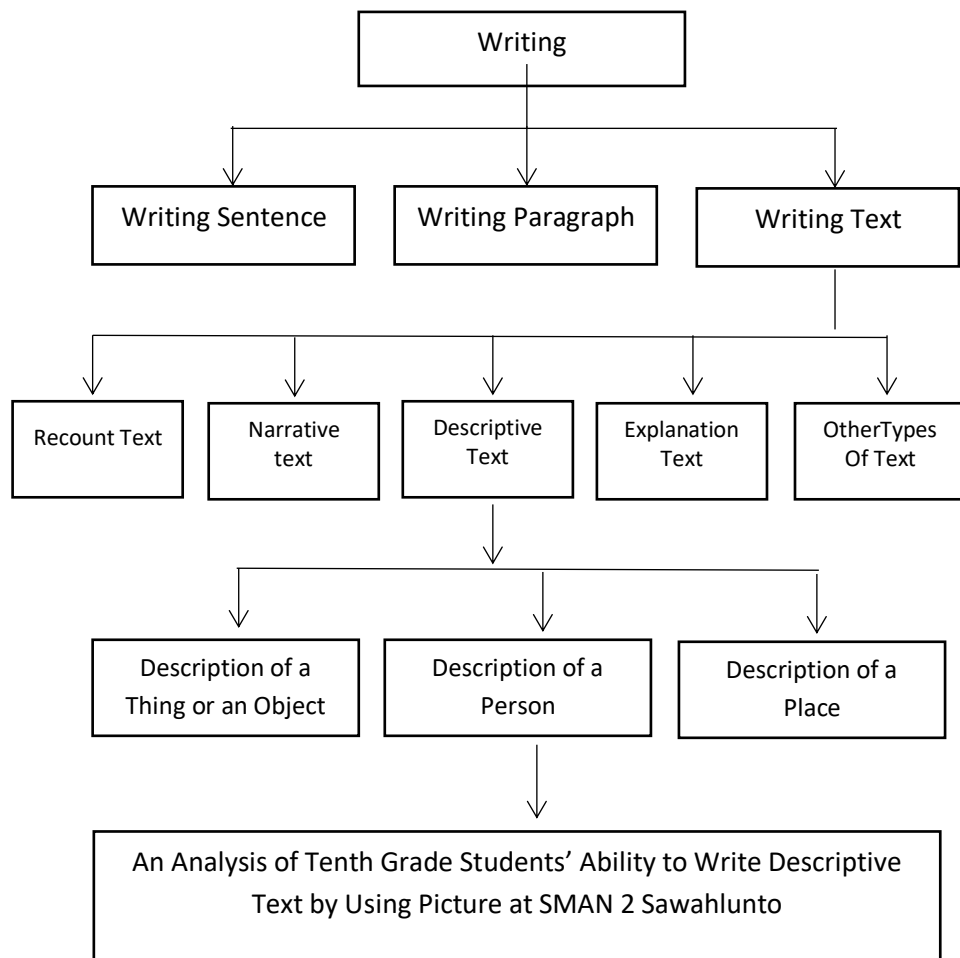 Writing
Writing Sentence
Writing Paragraph
Writing Text
Recount Text
Narrative
text
Descriptive
Text
Explanation
Text
OtherTypes
Of Text
Description of a
Thing or an Object
Description of a
Person
Description of a
Place
An Analysis of Tenth Grade Students’ Ability to Write Descriptive
Text by Using Picture at SMAN 2 Sawahlunto